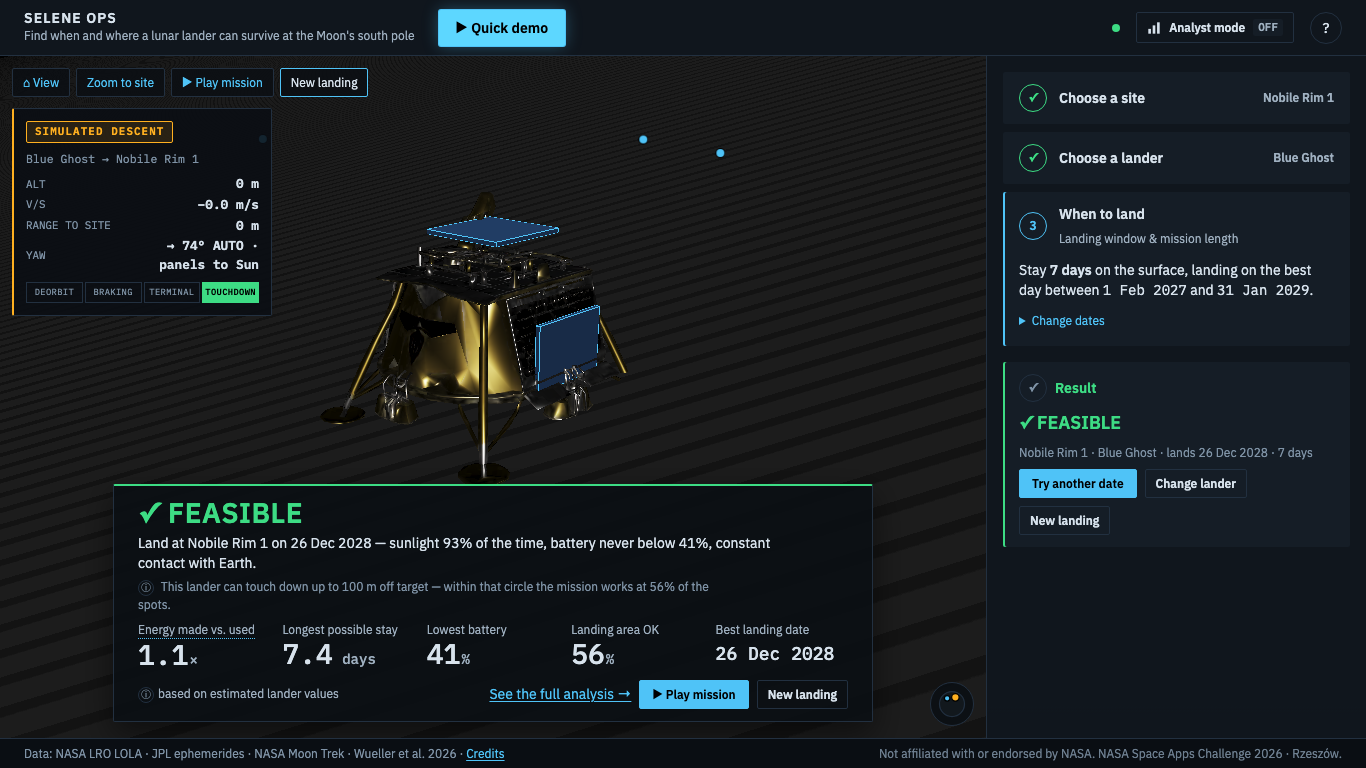 SELENE OPS
Find when and where a lunar lander can survive at the Moon's south pole
▶ Quick demo
Analyst mode OFF
?
⌂ View
Zoom to site
▶ Play mission
New landing
SIMULATED DESCENT
Blue Ghost → Nobile Rim 1
ALT 0 m
V/S −0.0 m/s
RANGE TO SITE 0 m
YAW → 74° AUTO ·
panels to Sun
DEORBIT BRAKING TERMINAL TOUCHDOWN
✓ FEASIBLE
Land at Nobile Rim 1 on 26 Dec 2028 — sunlight 93% of the time, battery never below 41%, constant
contact with Earth.
ⓘ This lander can touch down up to 100 m off target — within that circle the mission works at 56% of the
spots.
Energy made vs. used
1.1×
Longest possible stay
7.4 days
Lowest battery
41%
Landing area OK
56%
Best landing date
26 Dec 2028
ⓘ based on estimated lander values
See the full analysis →
▶ Play mission
New landing
✓ Choose a site Nobile Rim 1
✓ Choose a lander Blue Ghost
3 When to land
Landing window & mission length
Stay 7 days on the surface, landing on the best
day between 1 Feb 2027 and 31 Jan 2029.
▶ Change dates
✓ Result
✓ FEASIBLE
Nobile Rim 1 · Blue Ghost · lands 26 Dec 2028 · 7 days
Try another date
Change lander
New landing
Data: NASA LRO LOLA · JPL ephemerides · NASA Moon Trek · Wueller et al. 2026 · Credits
Not affiliated with or endorsed by NASA. NASA Space Apps Challenge 2026 · Rzeszów.